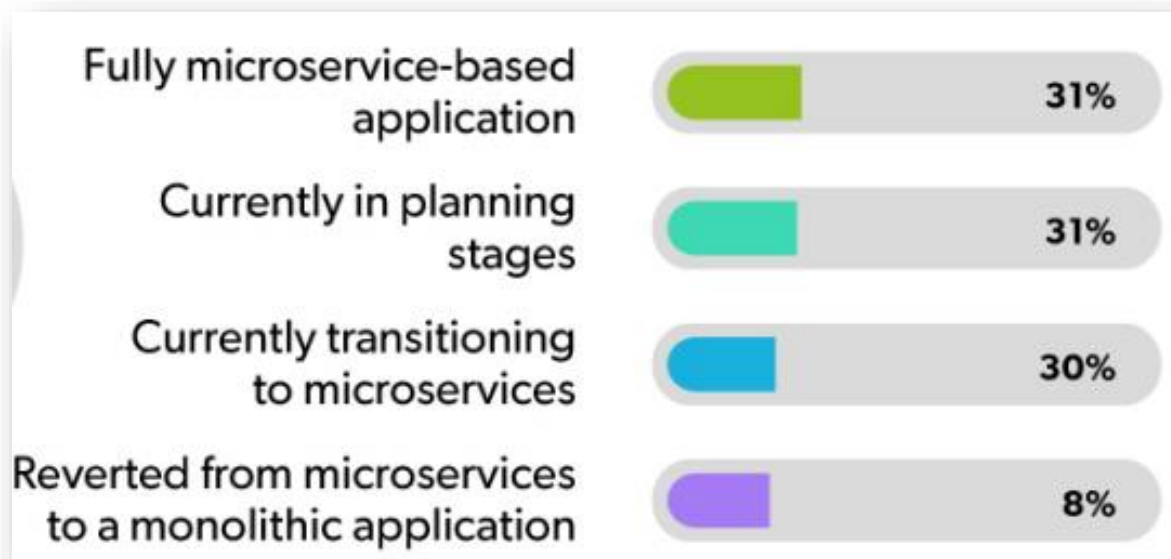 Fully microservice-based
application
31%
Currently in planning
stages
31%
Currently transitioning
to microservices
30%
Reverted from microservices
to a monolithic application
8%